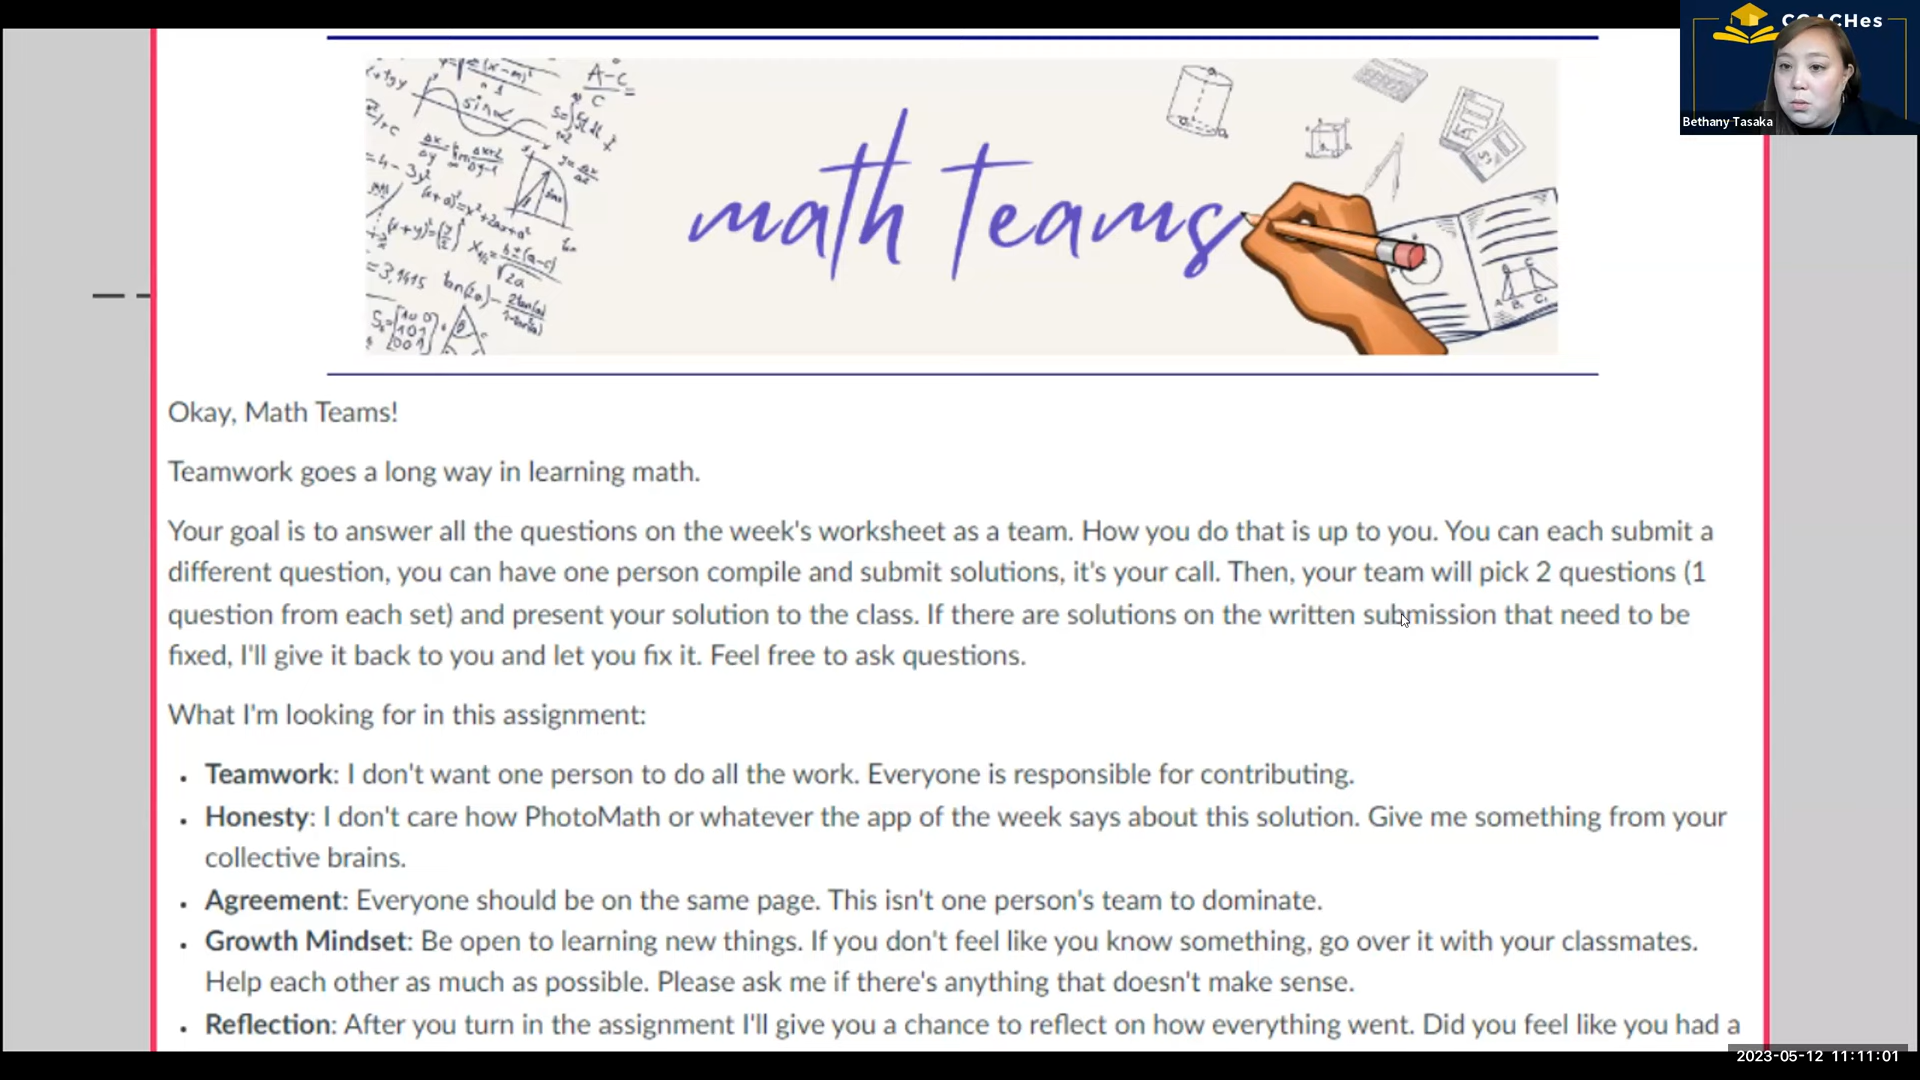 COACHes
Bethany Tasaka
math teams
Okay, Math Teams!
Teamwork goes a long way in learning math.
Your goal is to answer all the questions on the week's worksheet as a team. How you do that is up to you. You can each submit a
different question, you can have one person compile and submit solutions, it's your call. Then, your team will pick 2 questions (1
question from each set) and present your solution to the class. If there are solutions on the written submission that need to be
fixed, I'll give it back to you and let you fix it. Feel free to ask questions.
What I'm looking for in this assignment:
• Teamwork: I don't want one person to do all the work. Everyone is responsible for contributing.
• Honesty: I don't care how PhotoMath or whatever the app of the week says about this solution. Give me something from your
collective brains.
• Agreement: Everyone should be on the same page. This isn't one person's team to dominate.
• Growth Mindset: Be open to learning new things. If you don't feel like you know something, go over it with your classmates.
Help each other as much as possible. Please ask me if there's anything that doesn't make sense.
• Reflection: After you turn in the assignment I'll give you a chance to reflect on how everything went. Did you feel like you had a
2023-05-12 11:11:01